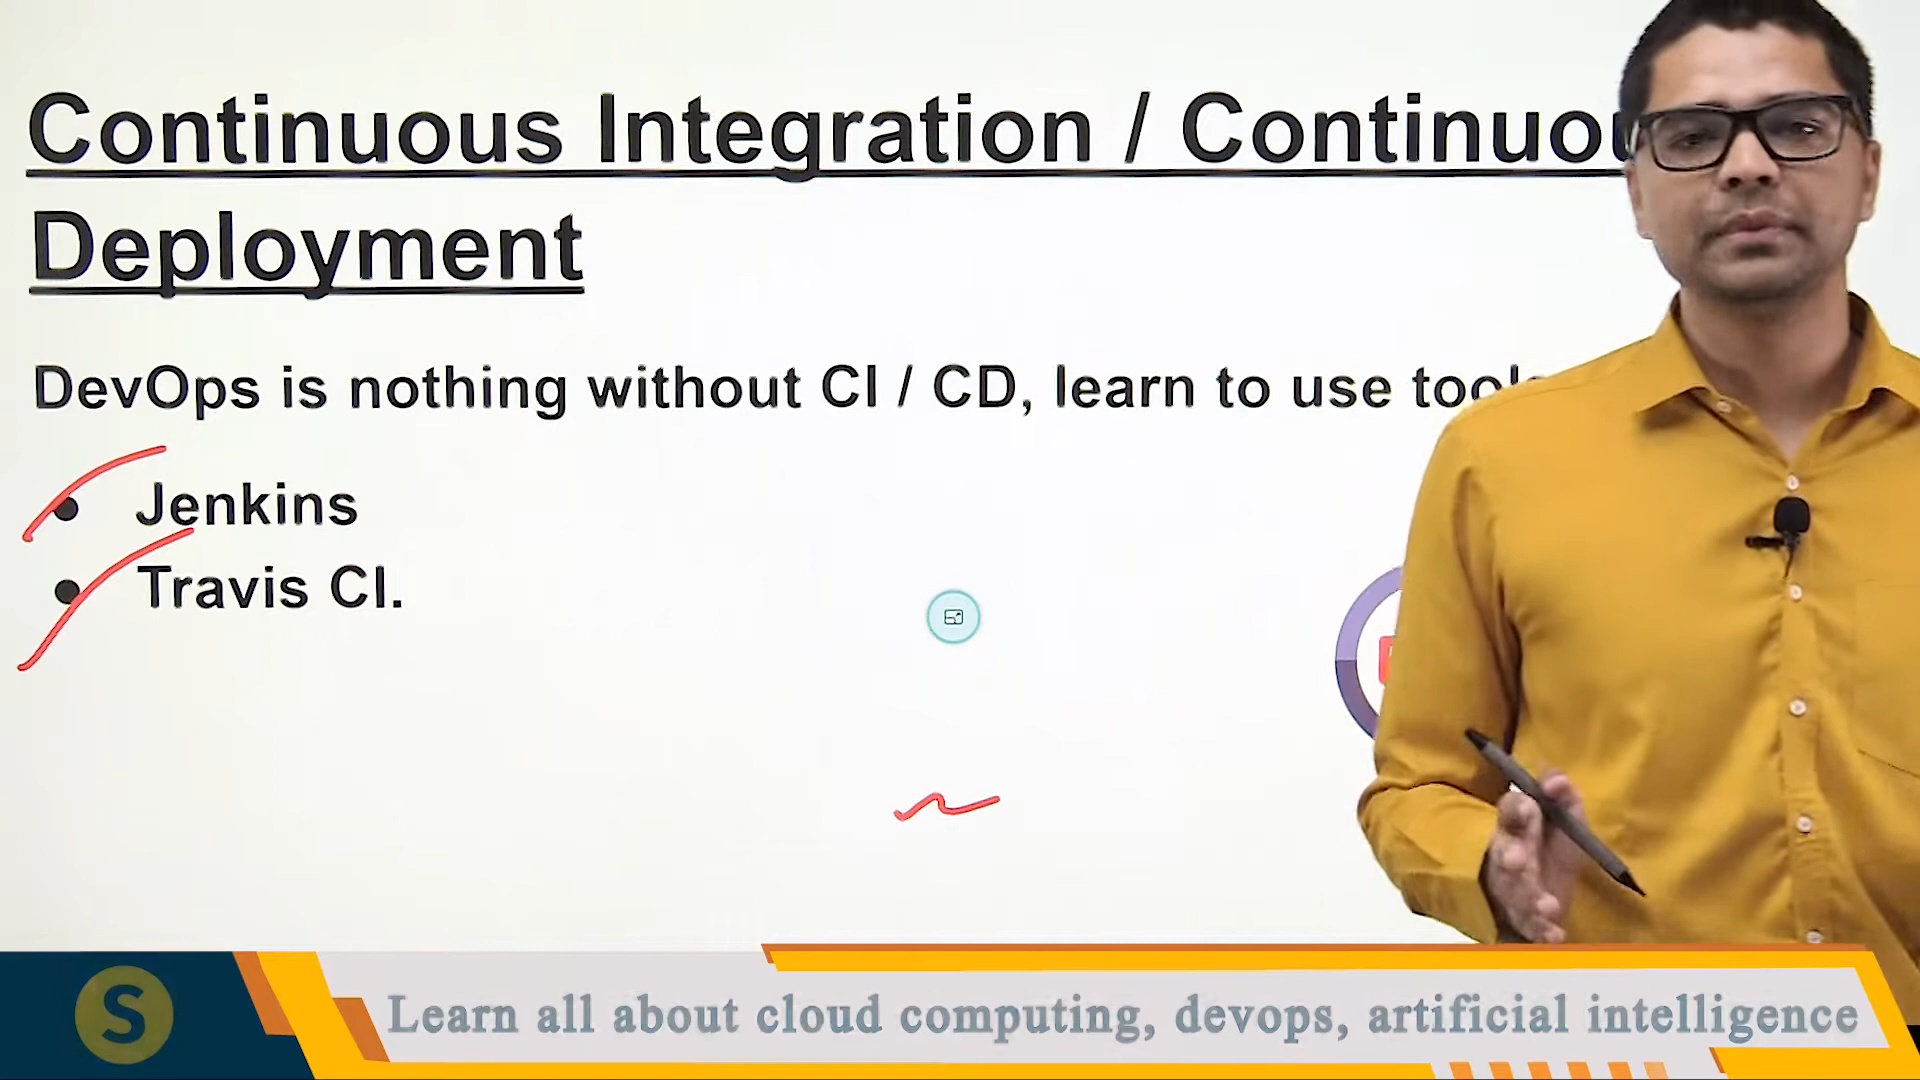 Continuous Integration / Continuou
Deployment
DevOps is nothing without CI / CD, learn to use tools
• Jenkins
• Travis CI.
S
Learn all about cloud computing, devops, artificial intelligence